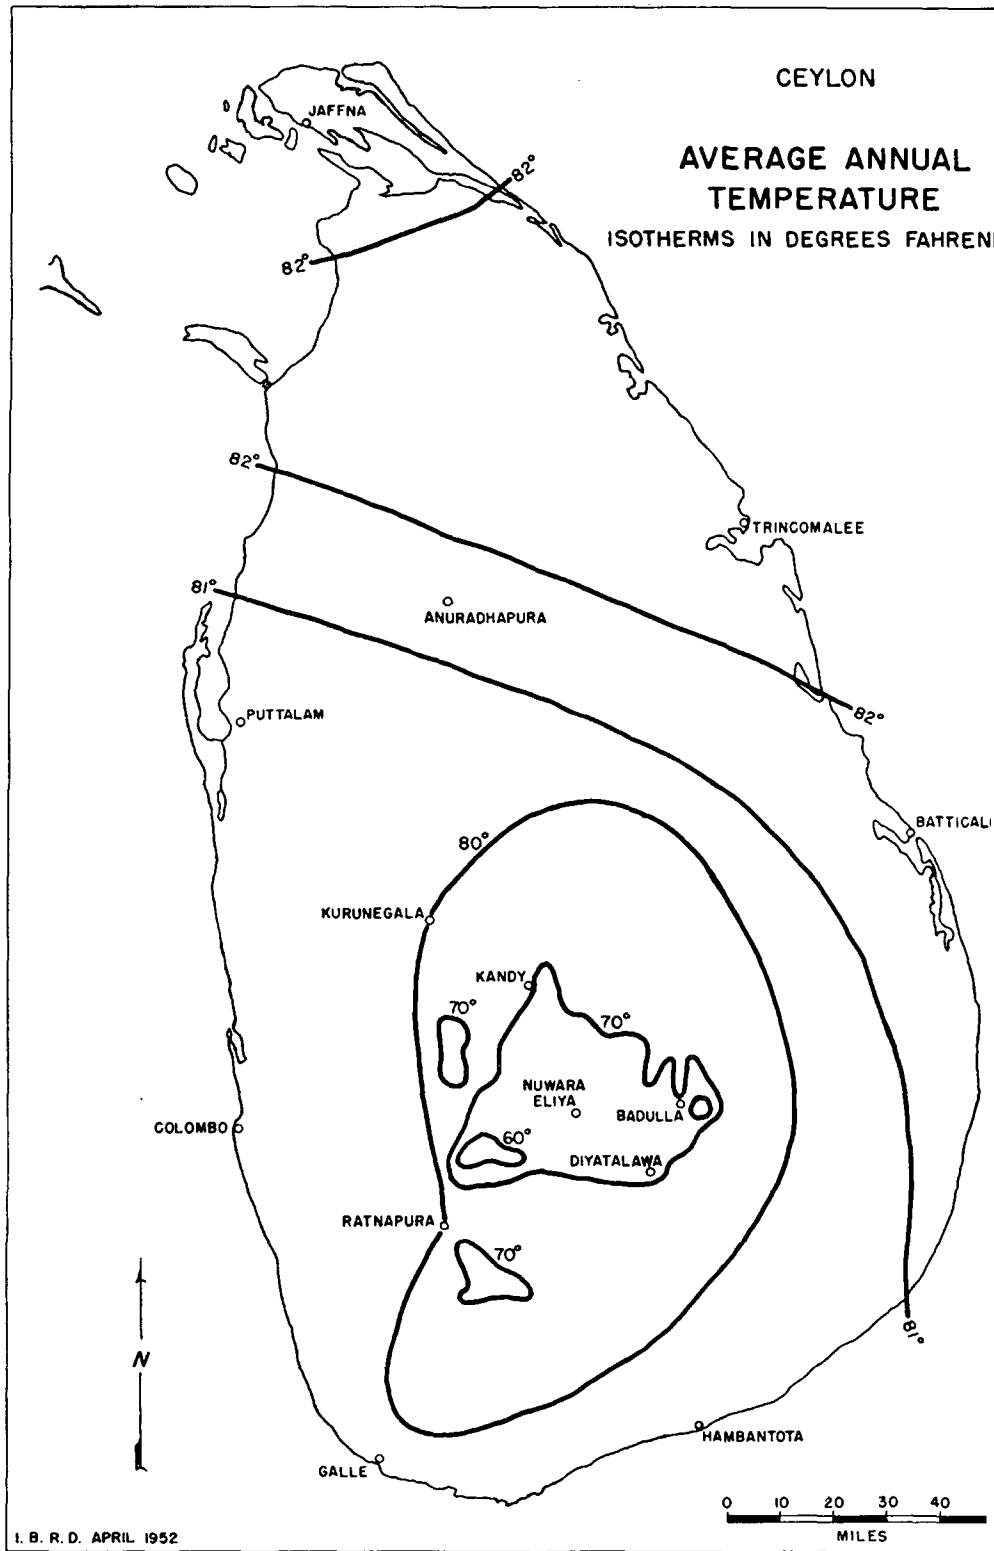 CEYLON
AVERAGE ANNUAL
TEMPERATURE
ISOTHERMS IN DEGREES FAHREN
JAFFNA
82°
82°
82°
TRINCOMALEE
81°
ANURADHAPURA
PUTTALAM
82°
BATTICAL
80°
KURUNEGALA
KANDY
70°
70°
NUWARA
ELIYA
BADULLA
COLOMBO
60°
DIYATALAWA
RATNAPURA
70°
81°
N
HAMBANTOTA
GALLE
0 10 20 30 40
MILES
I. B. R. D. APRIL 1952